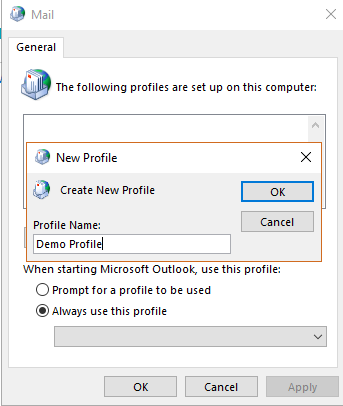 Mail
General
The following profiles are set up on this computer:
New Profile
Create New Profile
OK
Cancel
Profile Name:
Demo Profile
When starting Microsoft Outlook, use this profile:
Prompt for a profile to be used
Always use this profile
OK
Cancel
Apply